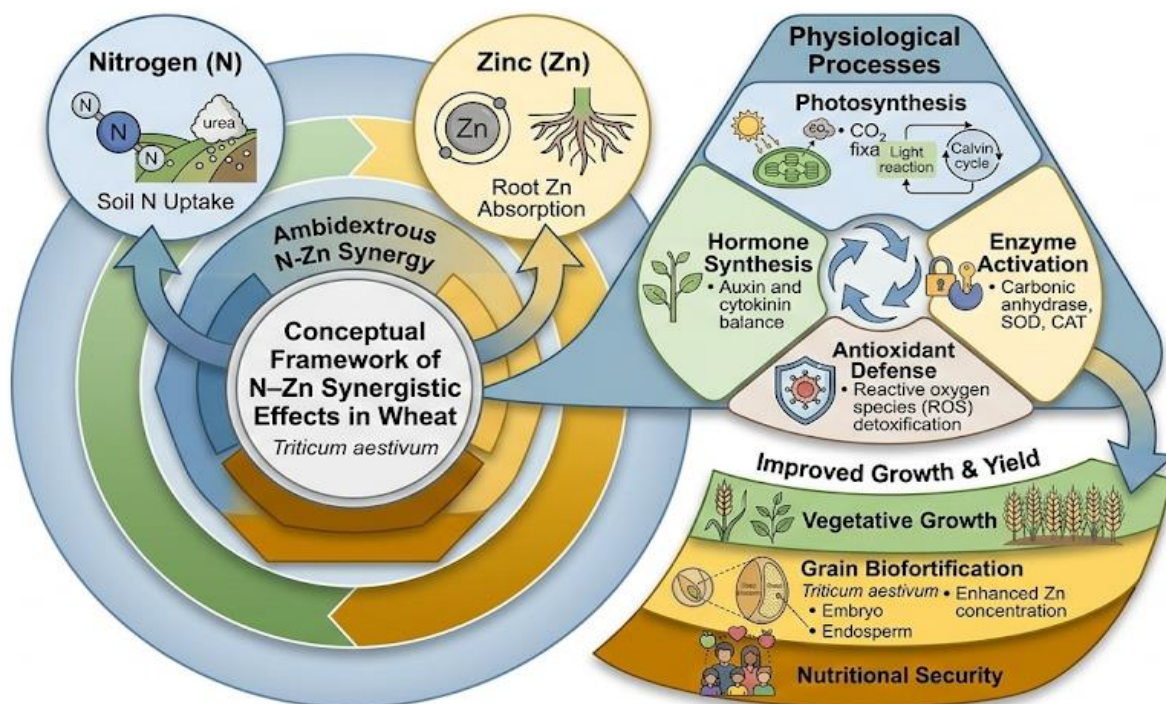 Nitrogen (N)
N
N
N
urea
Soil N Uptake
Zinc (Zn)
Zn
Root Zn
Absorption
Ambidextrous
N-Zn Synergy
Conceptual
Framework of
N–Zn Synergistic
Effects in Wheat
Triticum aestivum
Physiological
Processes
Photosynthesis
CO₂
• CO₂
fixa
Light
reaction
Calvin
cycle
Hormone
Synthesis
• Auxin and
cytokinin
balance
Enzyme
Activation
• Carbonic
anhydrase,
SOD, CAT
Antioxidant
Defense
• Reactive oxygen
species (ROS)
detoxification
Improved Growth & Yield
Vegetative Growth
Grain Biofortification
Triticum aestivum
• Embryo
• Endosperm
• Enhanced Zn
concentration
Nutritional Security